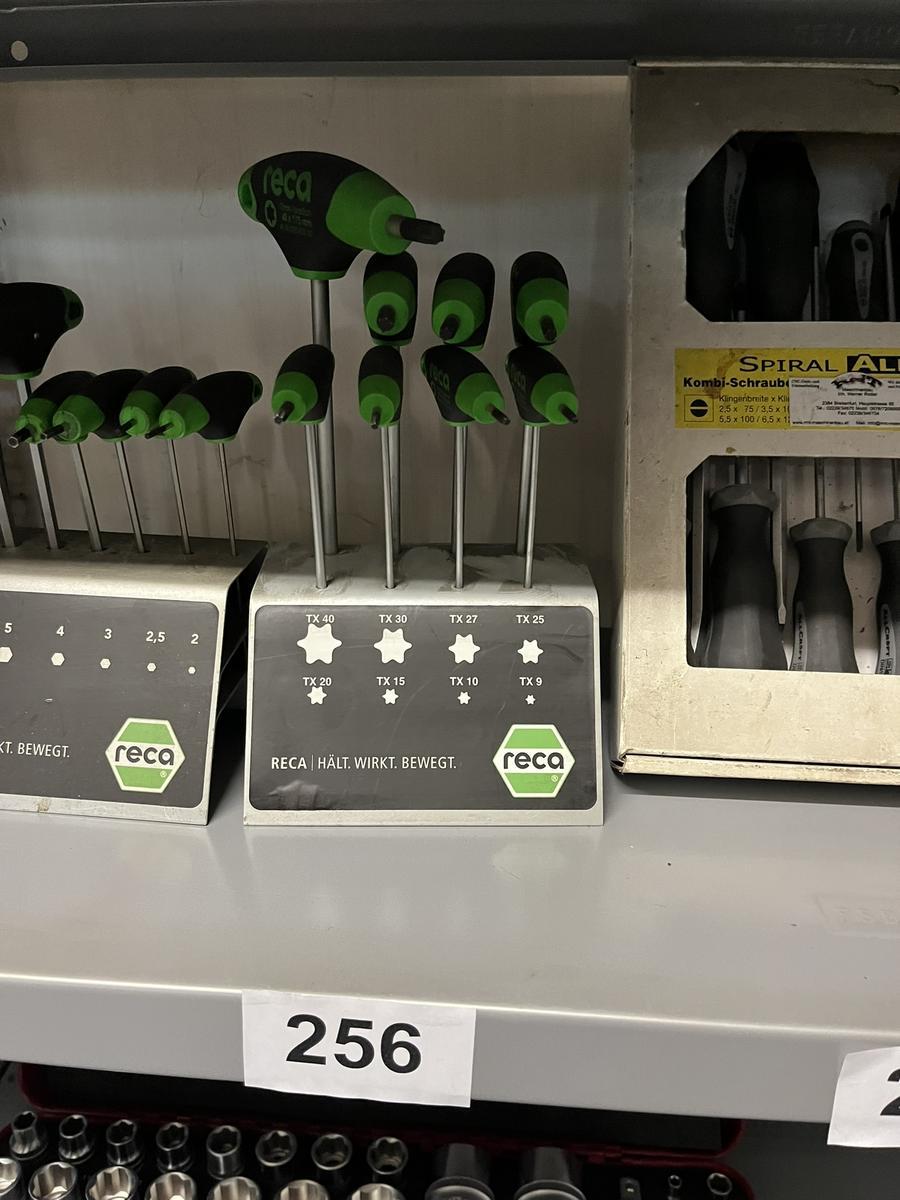 reca
reca
5 4 3 2,5 2
KT. BEWEGT.
reca
®
TX 40 TX 30 TX 27 TX 25
TX 20 TX 15 TX 10 TX 9
RECA | HÄLT. WIRKT. BEWEGT.
reca
®
SPIRAL
Kombi-Schraube
Klingenbreite x Kli
2,5 x 75 / 3,5 x 1
5,5 x 100 / 6,5 x 1
256